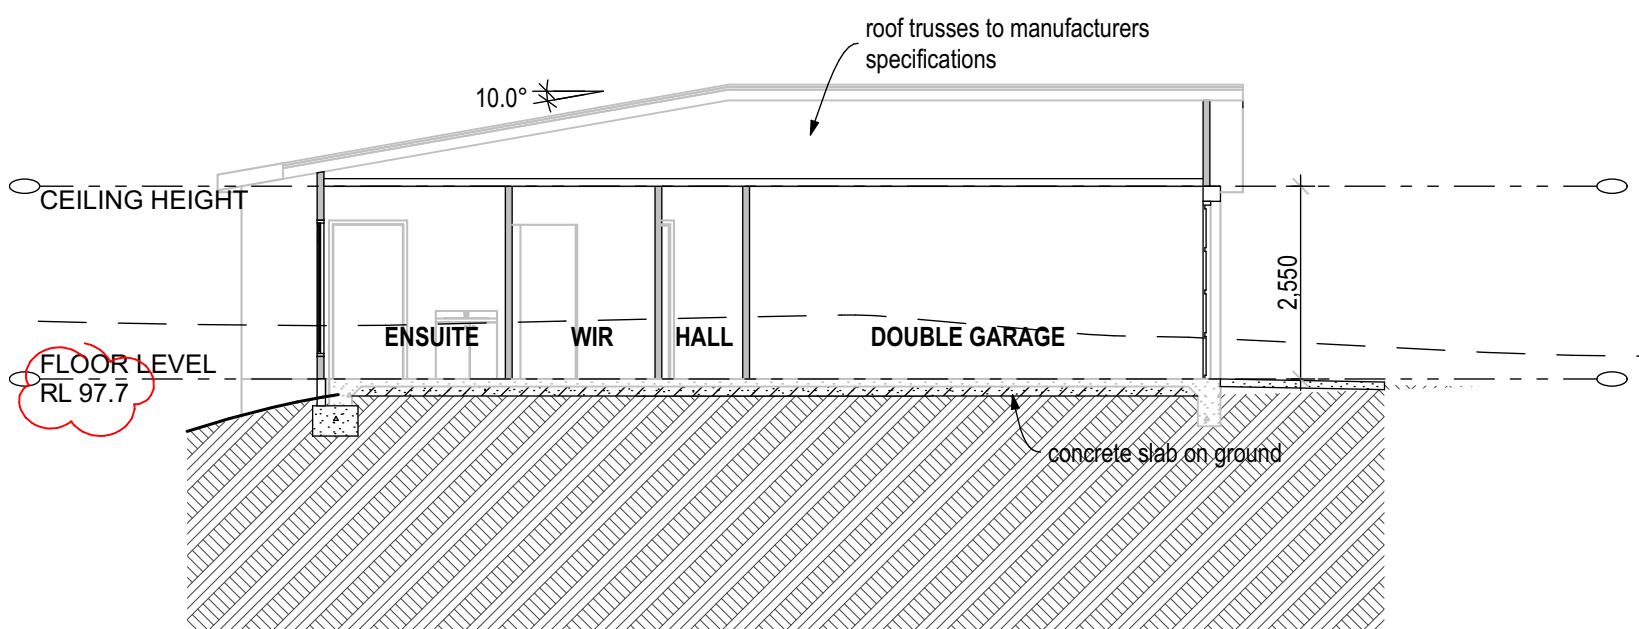 roof trusses to manufacturers
specifications
10.0°
CEILING HEIGHT
2,550
ENSUITE
WIR
HALL
DOUBLE GARAGE
FLOOR LEVEL
RL 97.7
concrete slab on ground